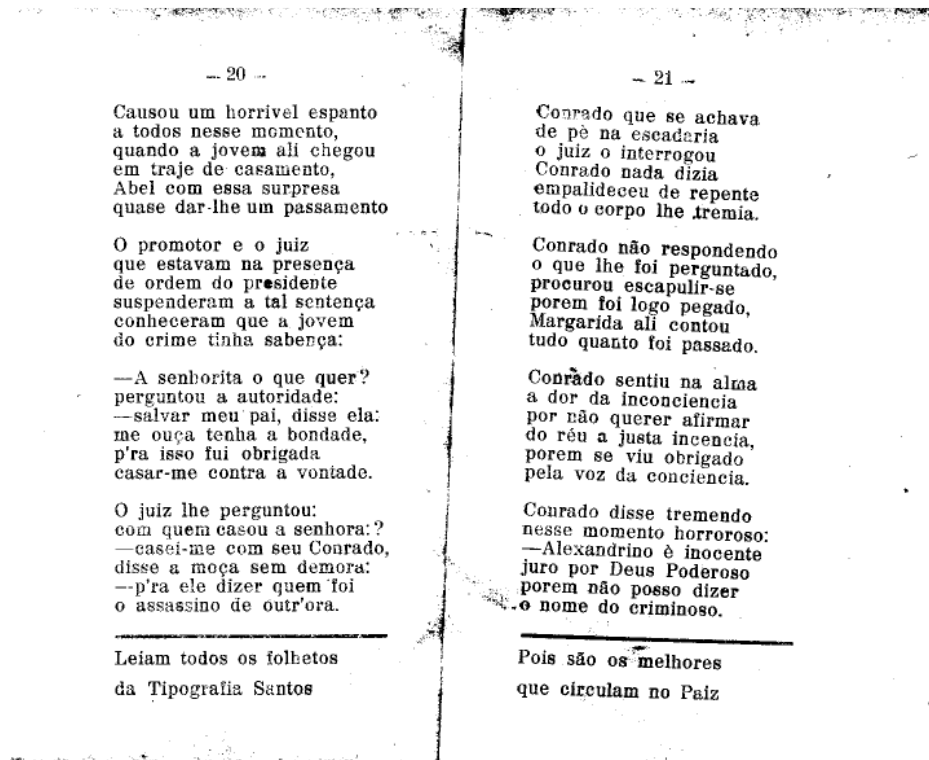 — 20 —
Causou um horrivel espanto
a todos nesse momento,
quando a jovem ali chegou
em traje de casamento,
Abel com essa surpresa
quase dar-lhe um passamento
O promotor e o juiz
que estavam na presença
de ordem do presidente
suspenderam a tal sentença
conheceram que a jovem
do crime tinha sabença:
—A senhorita o que quer?
perguntou a autoridade:
—salvar meu pai, disse ela:
me ouça tenha a bondade,
p'ra isso fui obrigada
casar-me contra a vontade.
O juiz lhe perguntou:
com quem casou a senhora:?
—casei-me com seu Conrado,
disse a moça sem demora:
—p'ra ele dizer quem foi
o assassino de outr'ora.
Leiam todos os folhetos
da Tipografia Santos
— 21 —
Conrado que se achava
de pè na escadaria
o juiz o interrogou
Conrado nada dizia
empalideceu de repente
todo o corpo lhe tremia.
Conrado não respondendo
o que lhe foi perguntado,
procurou escapulir-se
porem foi logo pegado,
Margarida ali contou
tudo quanto foi passado.
Conrado sentiu na alma
a dor da inconciencia
por não querer afirmar
do réu a justa incencia,
porem se viu obrigado
pela voz da conciencia.
Conrado disse tremendo
nesse momento horroroso:
—Alexandrino è inocente
juro por Deus Poderoso
porem não posso dizer
o nome do criminoso.
Pois são os melhores
que circulam no Paiz